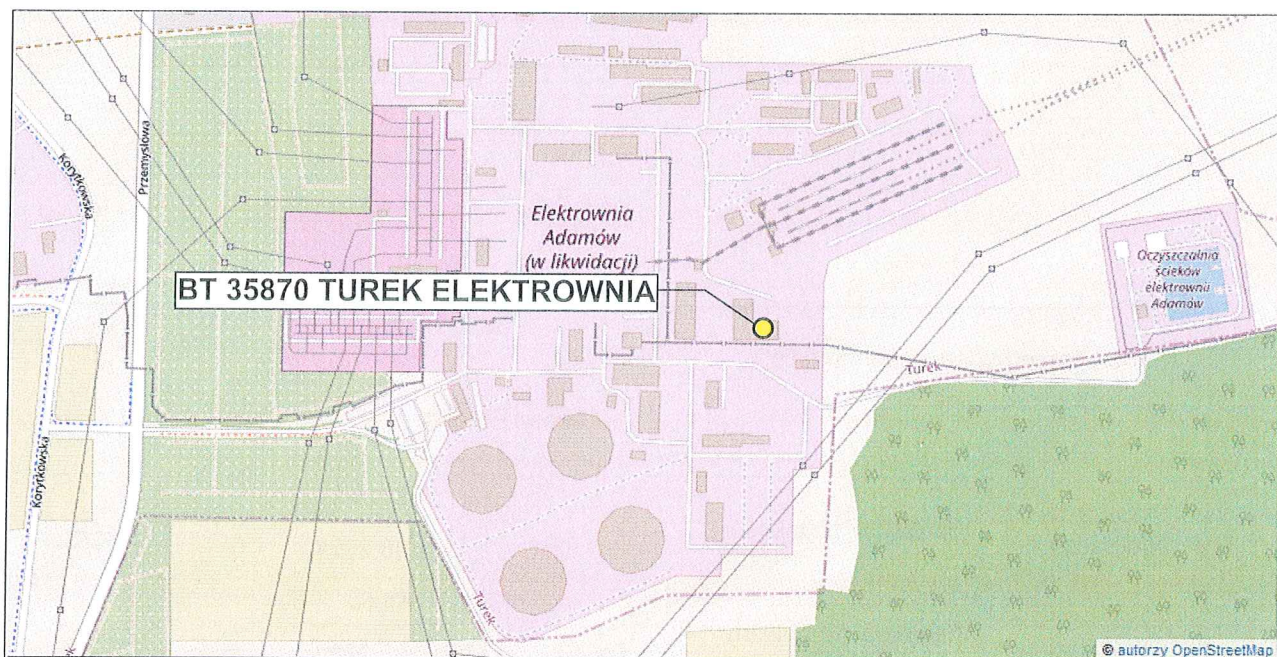 Korytkowska
Przemysłowa
Elektrownia
Adamów
(w likwidacji)
BT 35870 TUREK ELEKTROWNIA
Oczyszczalnia
ścieków
elektrowni
Adamów
Turek
Korytkowska
Turek
© autorzy OpenStreetMap